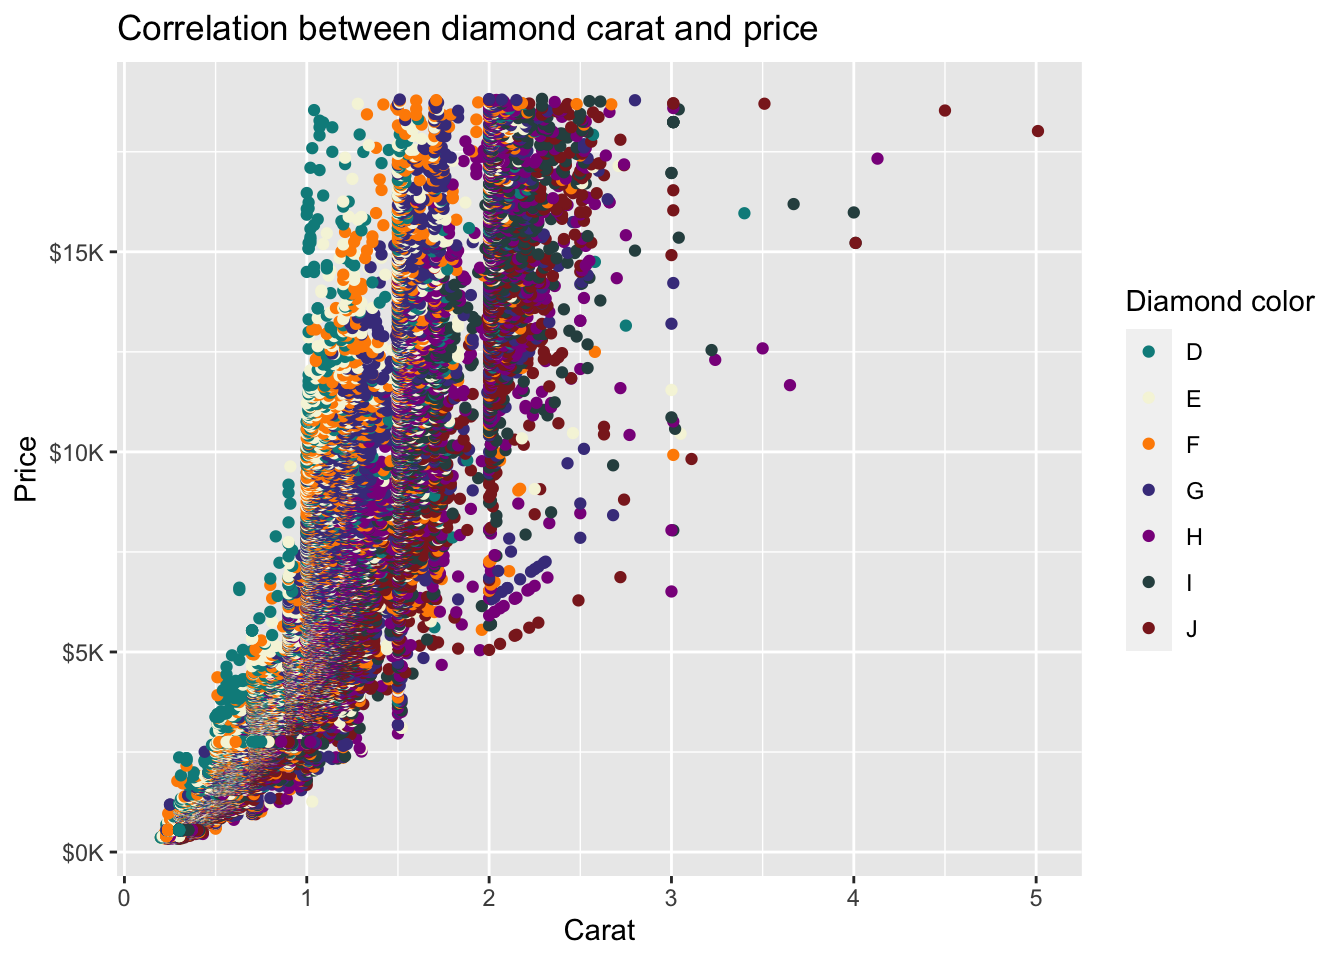 Correlation between diamond carat and price
Price
$15K
$10K
$5K
$0K
0 1 2 3 4 5
Carat
Diamond color
D
E
F
G
H
I
J